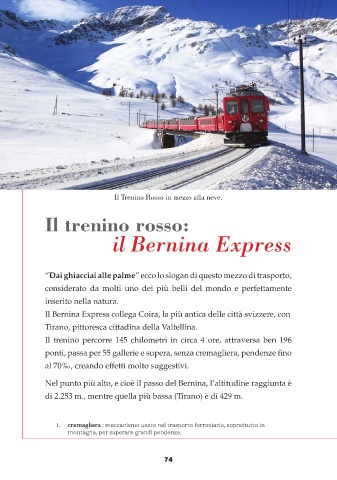 Il Trenino Rosso in mezzo alla neve.
Il trenino rosso:
il Bernina Express
“Dai ghiacciai alle palme” ecco lo slogan di questo mezzo di trasporto,
considerato da molti uno dei più belli del mondo e perfettamente
inserito nella natura.
Il Bernina Express collega Coira, la più antica delle città svizzere, con
Tirano, pittoresca cittadina della Valtellina.
Il trenino percorre 145 chilometri in circa 4 ore, attraversa ben 196
ponti, passa per 55 gallerie e supera, senza cremagliera, pendenze fino
al 70‰, creando effetti molto suggestivi.
Nel punto più alto, e cioè il passo del Bernina, l’altitudine raggiunta è
di 2.253 m., mentre quella più bassa (Tirano) è di 429 m.
1. cremagliera : meccanismo usato nel trasporto ferroviario, soprattutto in
montagna, per superare grandi pendenze.
74